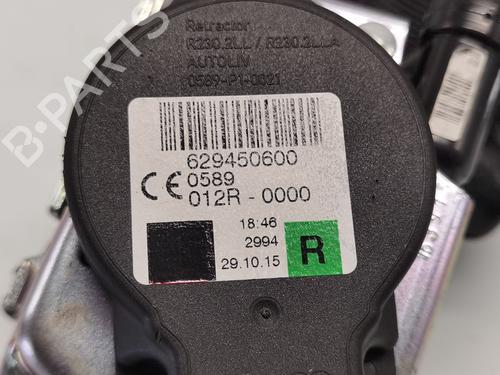 Retractor
R230.2LL / R230.2LLA
AUTOLIV
0589-P1-0021
629450600
CE 0589
012R - 0000
18:46
2994
29.10.15
R
B-PARTS